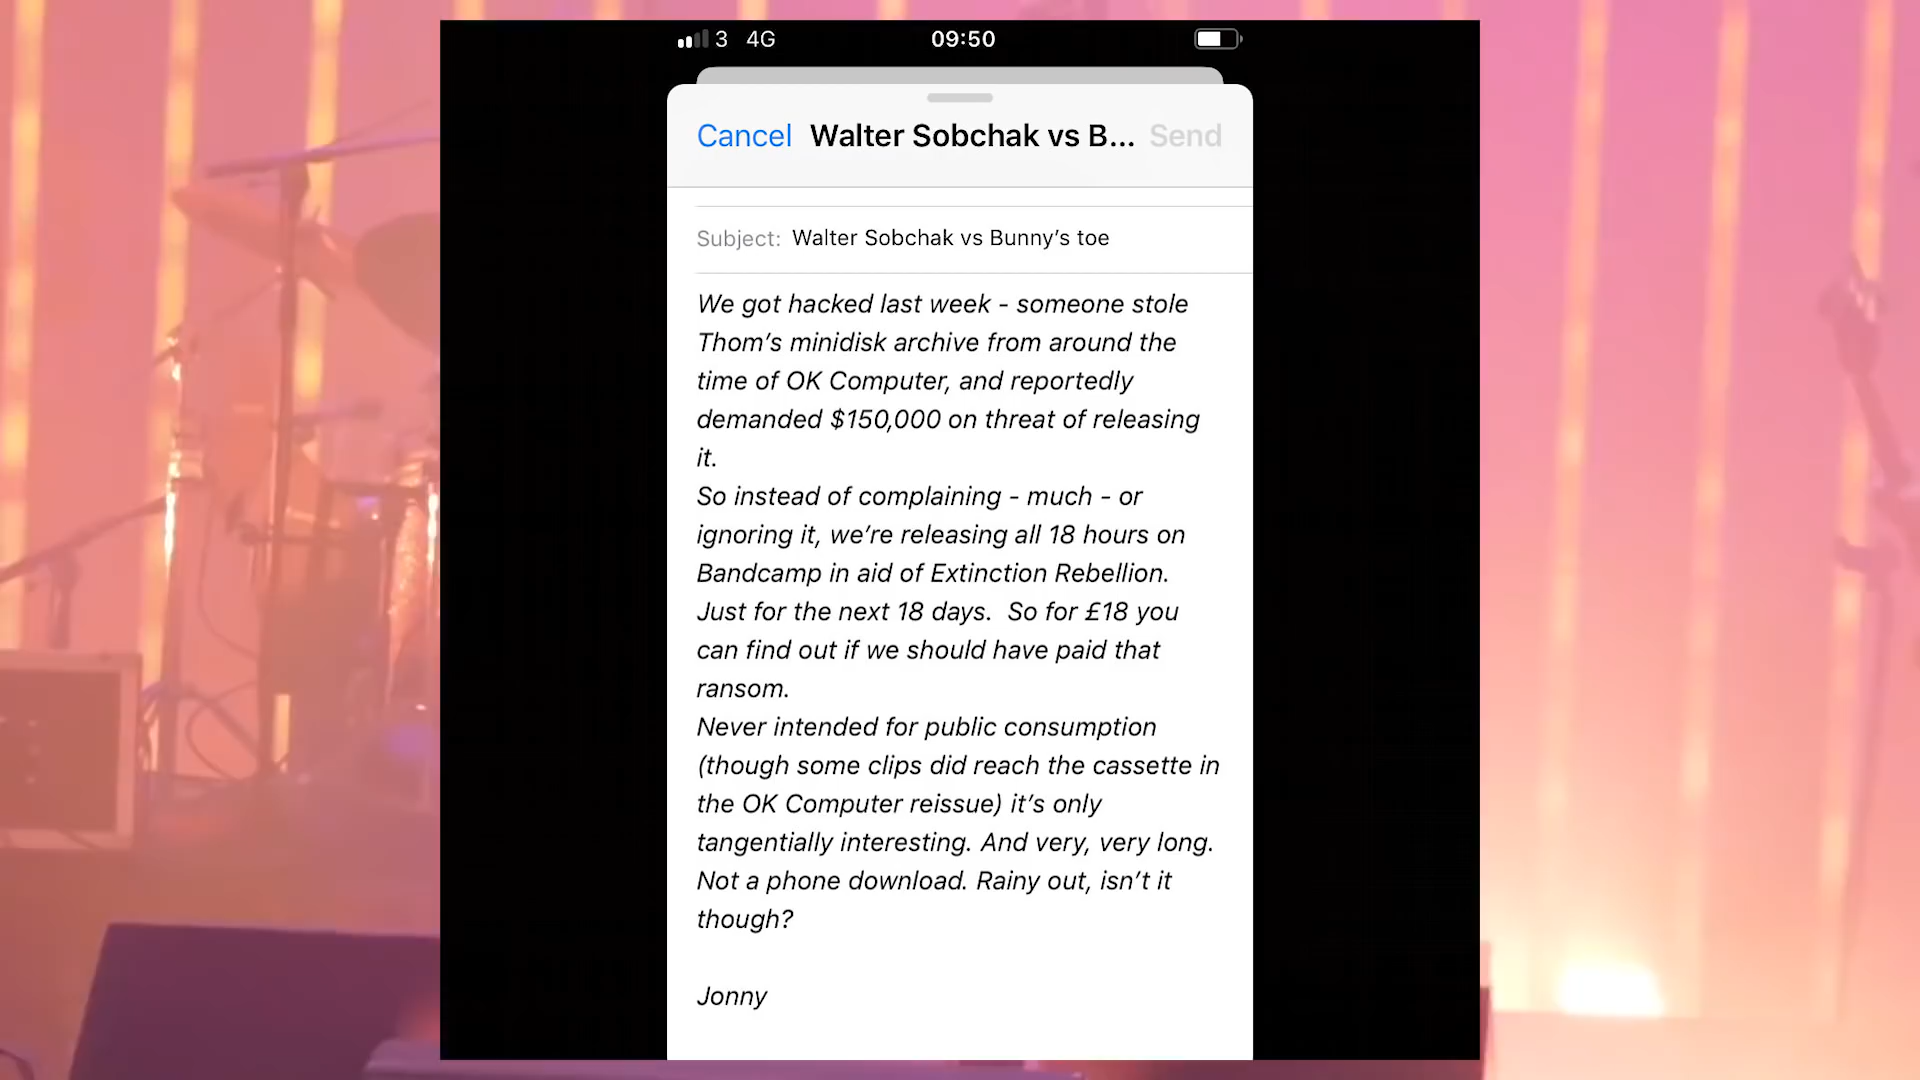 3 4G 09:50
Cancel Walter Sobchak vs B... Send
Subject: Walter Sobchak vs Bunny’s toe
We got hacked last week - someone stole
Thom’s minidisk archive from around the
time of OK Computer, and reportedly
demanded $150,000 on threat of releasing
it.
So instead of complaining - much - or
ignoring it, we’re releasing all 18 hours on
Bandcamp in aid of Extinction Rebellion.
Just for the next 18 days.  So for £18 you
can find out if we should have paid that
ransom.
Never intended for public consumption
(though some clips did reach the cassette in
the OK Computer reissue) it’s only
tangentially interesting. And very, very long.
Not a phone download. Rainy out, isn’t it
though?
Jonny